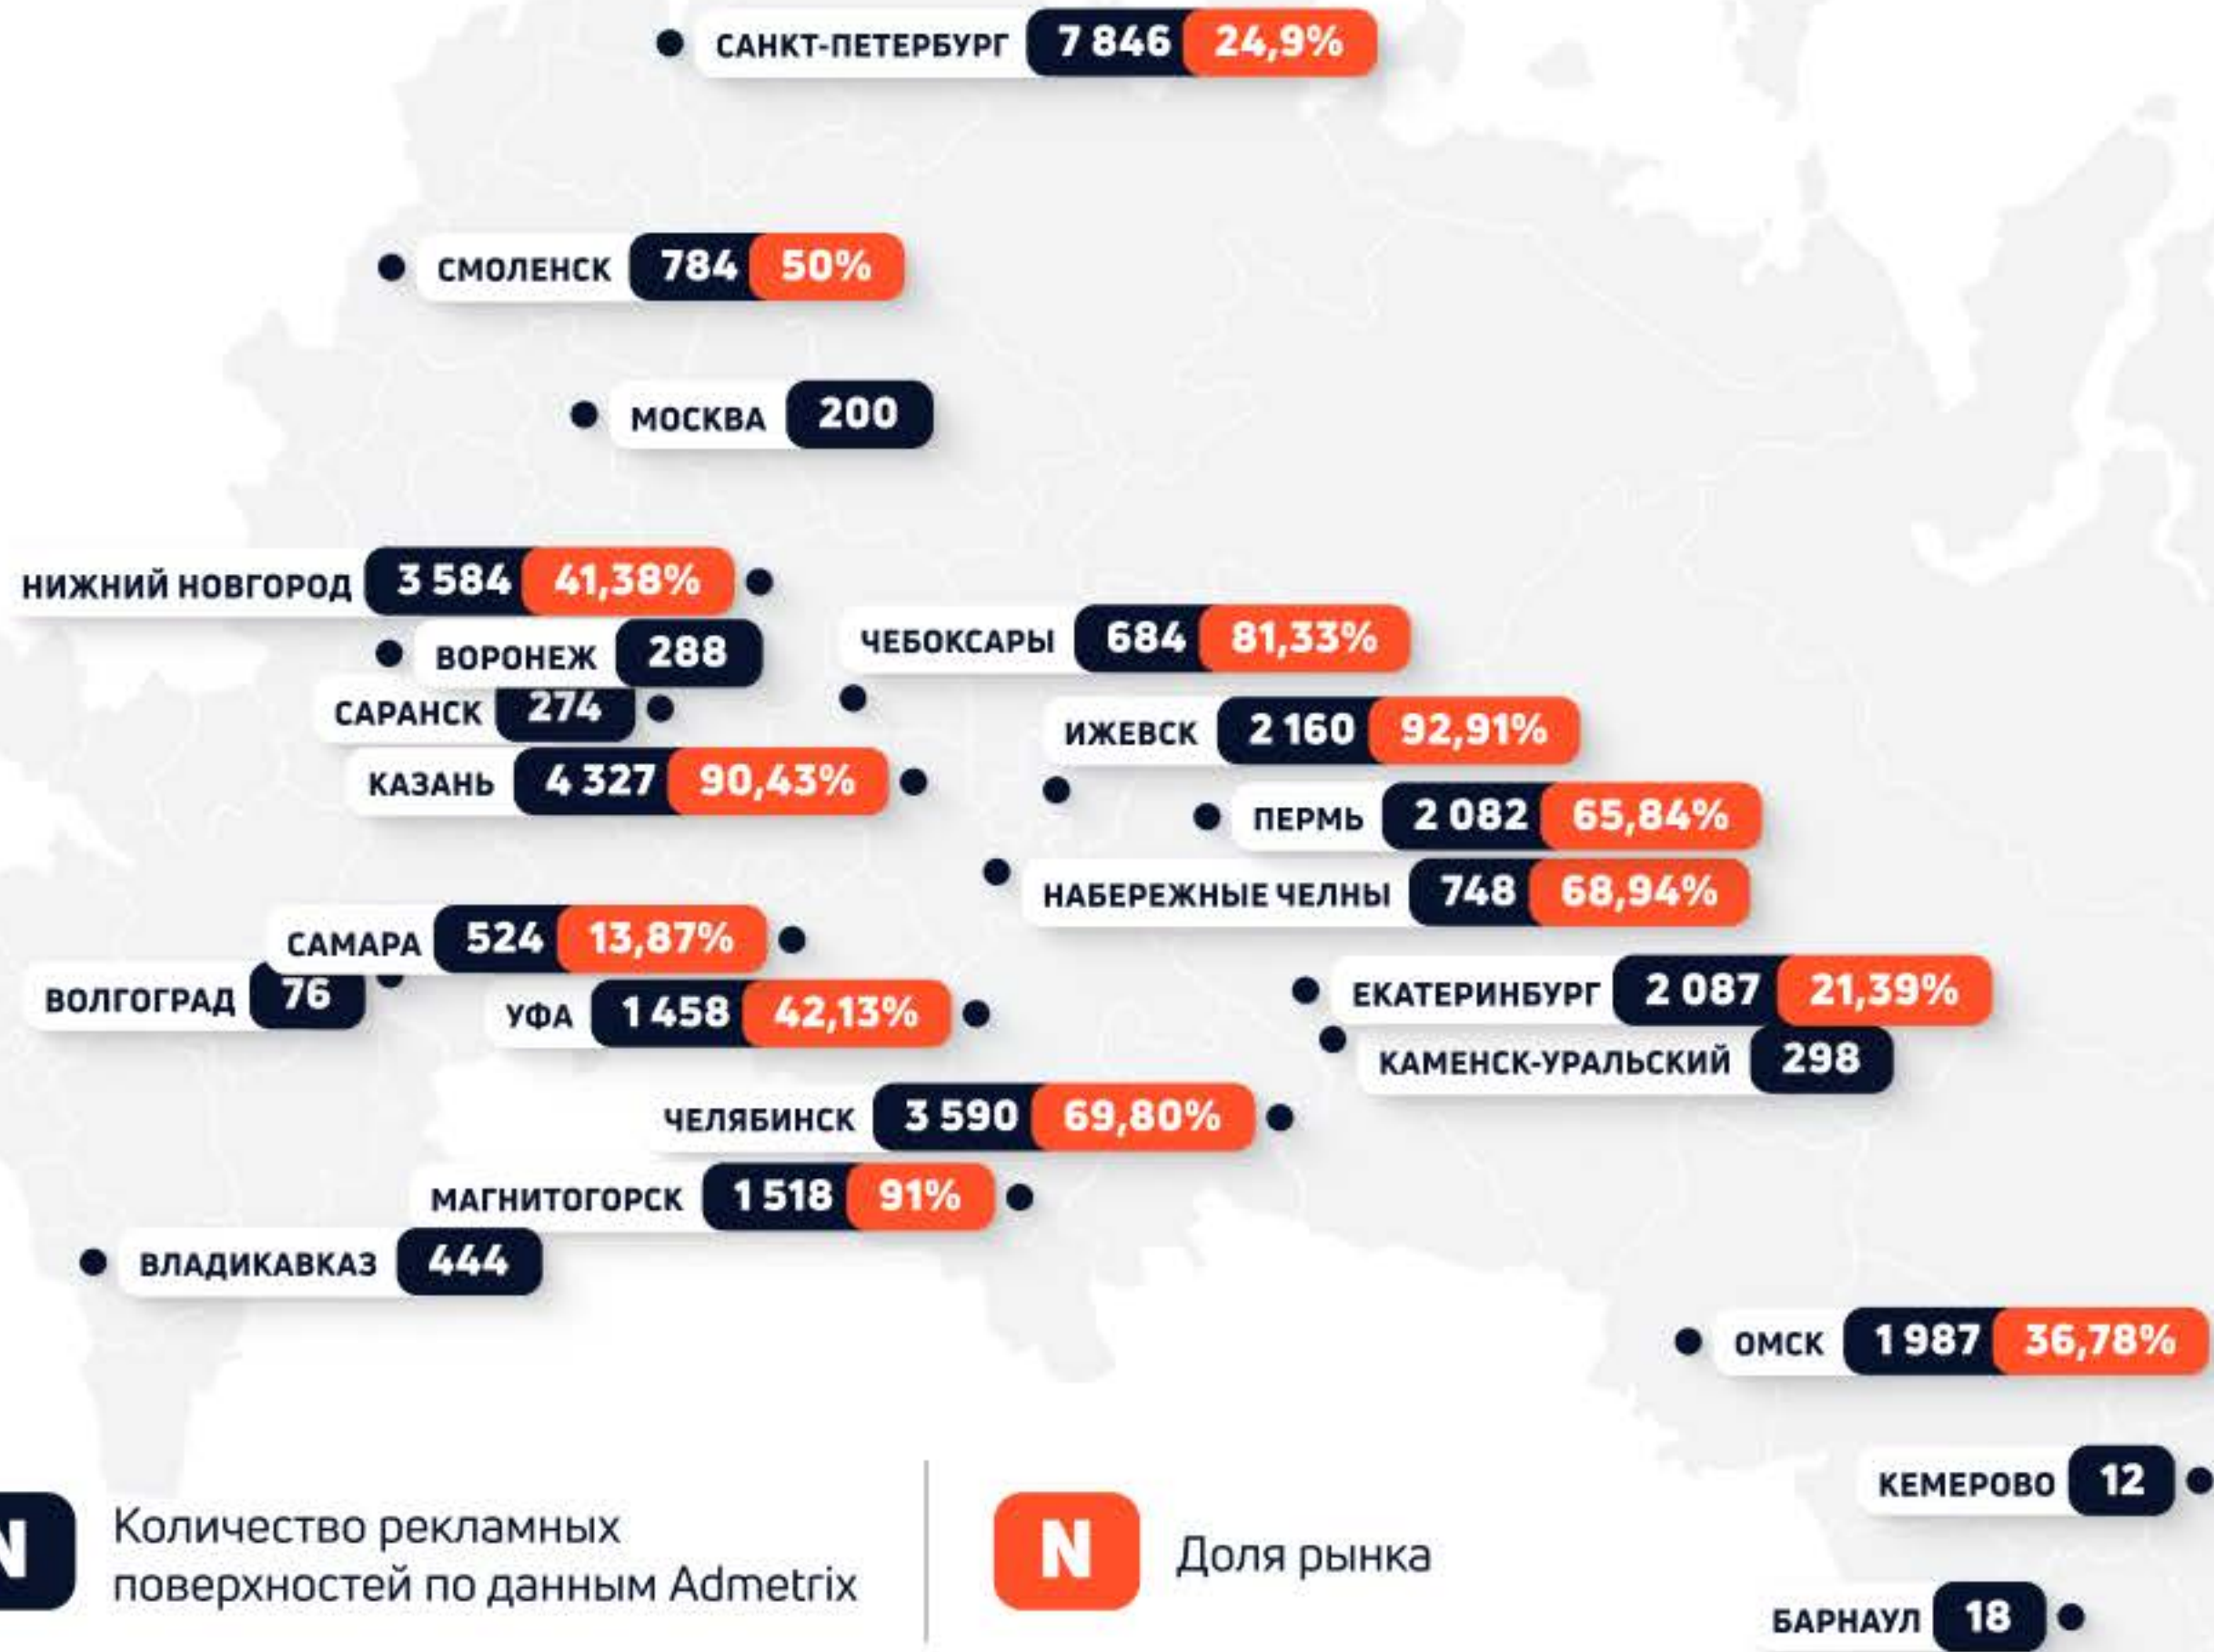 САНКТ-ПЕТЕРБУРГ 7 846 24,9%
СМОЛЕНСК 784 50%
МОСКВА 200
НИЖНИЙ НОВГОРОД 3 584 41,38%
ЧЕБОКСАРЫ 684 81,33%
ВОРОНЕЖ 288
САРАНСК 274
ИЖЕВСК 2 160 92,91%
КАЗАНЬ 4 327 90,43%
ПЕРМЬ 2 082 65,84%
НАБЕРЕЖНЫЕ ЧЕЛНЫ 748 68,94%
САМАРА 524 13,87%
ВОЛГОГРАД 76
ЕКАТЕРИНБУРГ 2 087 21,39%
УФА 1 458 42,13%
КАМЕНСК-УРАЛЬСКИЙ 298
ЧЕЛЯБИНСК 3 590 69,80%
МАГНИТОГОРСК 1 518 91%
ВЛАДИКАВКАЗ 444
ОМСК 1 987 36,78%
КЕМЕРОВО 12
БАРНАУЛ 18
N Количество рекламных
поверхностей по данным Admetrix
N Доля рынка